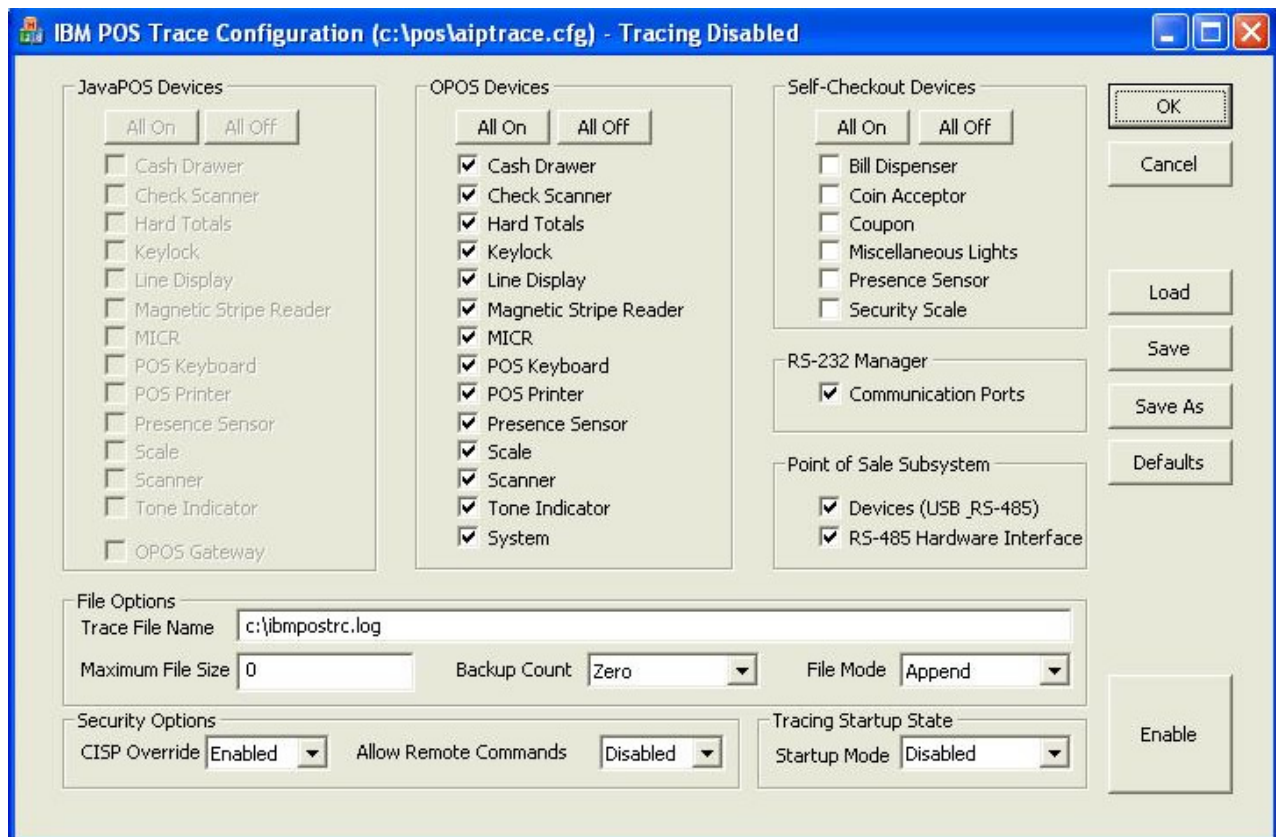 IBM POS Trace Configuration (c:\pos\aiptrace.cfg) - Tracing Disabled
JavaPOS Devices
All On All Off
Cash Drawer
Check Scanner
Hard Totals
Keylock
Line Display
Magnetic Stripe Reader
MICR
POS Keyboard
POS Printer
Presence Sensor
Scale
Scanner
Tone Indicator
OPOS Gateway
OPOS Devices
All On All Off
Cash Drawer
Check Scanner
Hard Totals
Keylock
Line Display
Magnetic Stripe Reader
MICR
POS Keyboard
POS Printer
Presence Sensor
Scale
Scanner
Tone Indicator
System
Self-Checkout Devices
All On All Off
Bill Dispenser
Coin Acceptor
Coupon
Miscellaneous Lights
Presence Sensor
Security Scale
RS-232 Manager
Communication Ports
Point of Sale Subsystem
Devices (USB_RS-485)
RS-485 Hardware Interface
OK
Cancel
Load
Save
Save As
Defaults
File Options
Trace File Name c:\ibmpostrc.log
Maximum File Size 0 Backup Count Zero File Mode Append
Security Options
CISP Override Enabled Allow Remote Commands Disabled
Tracing Startup State
Startup Mode Disabled
Enable